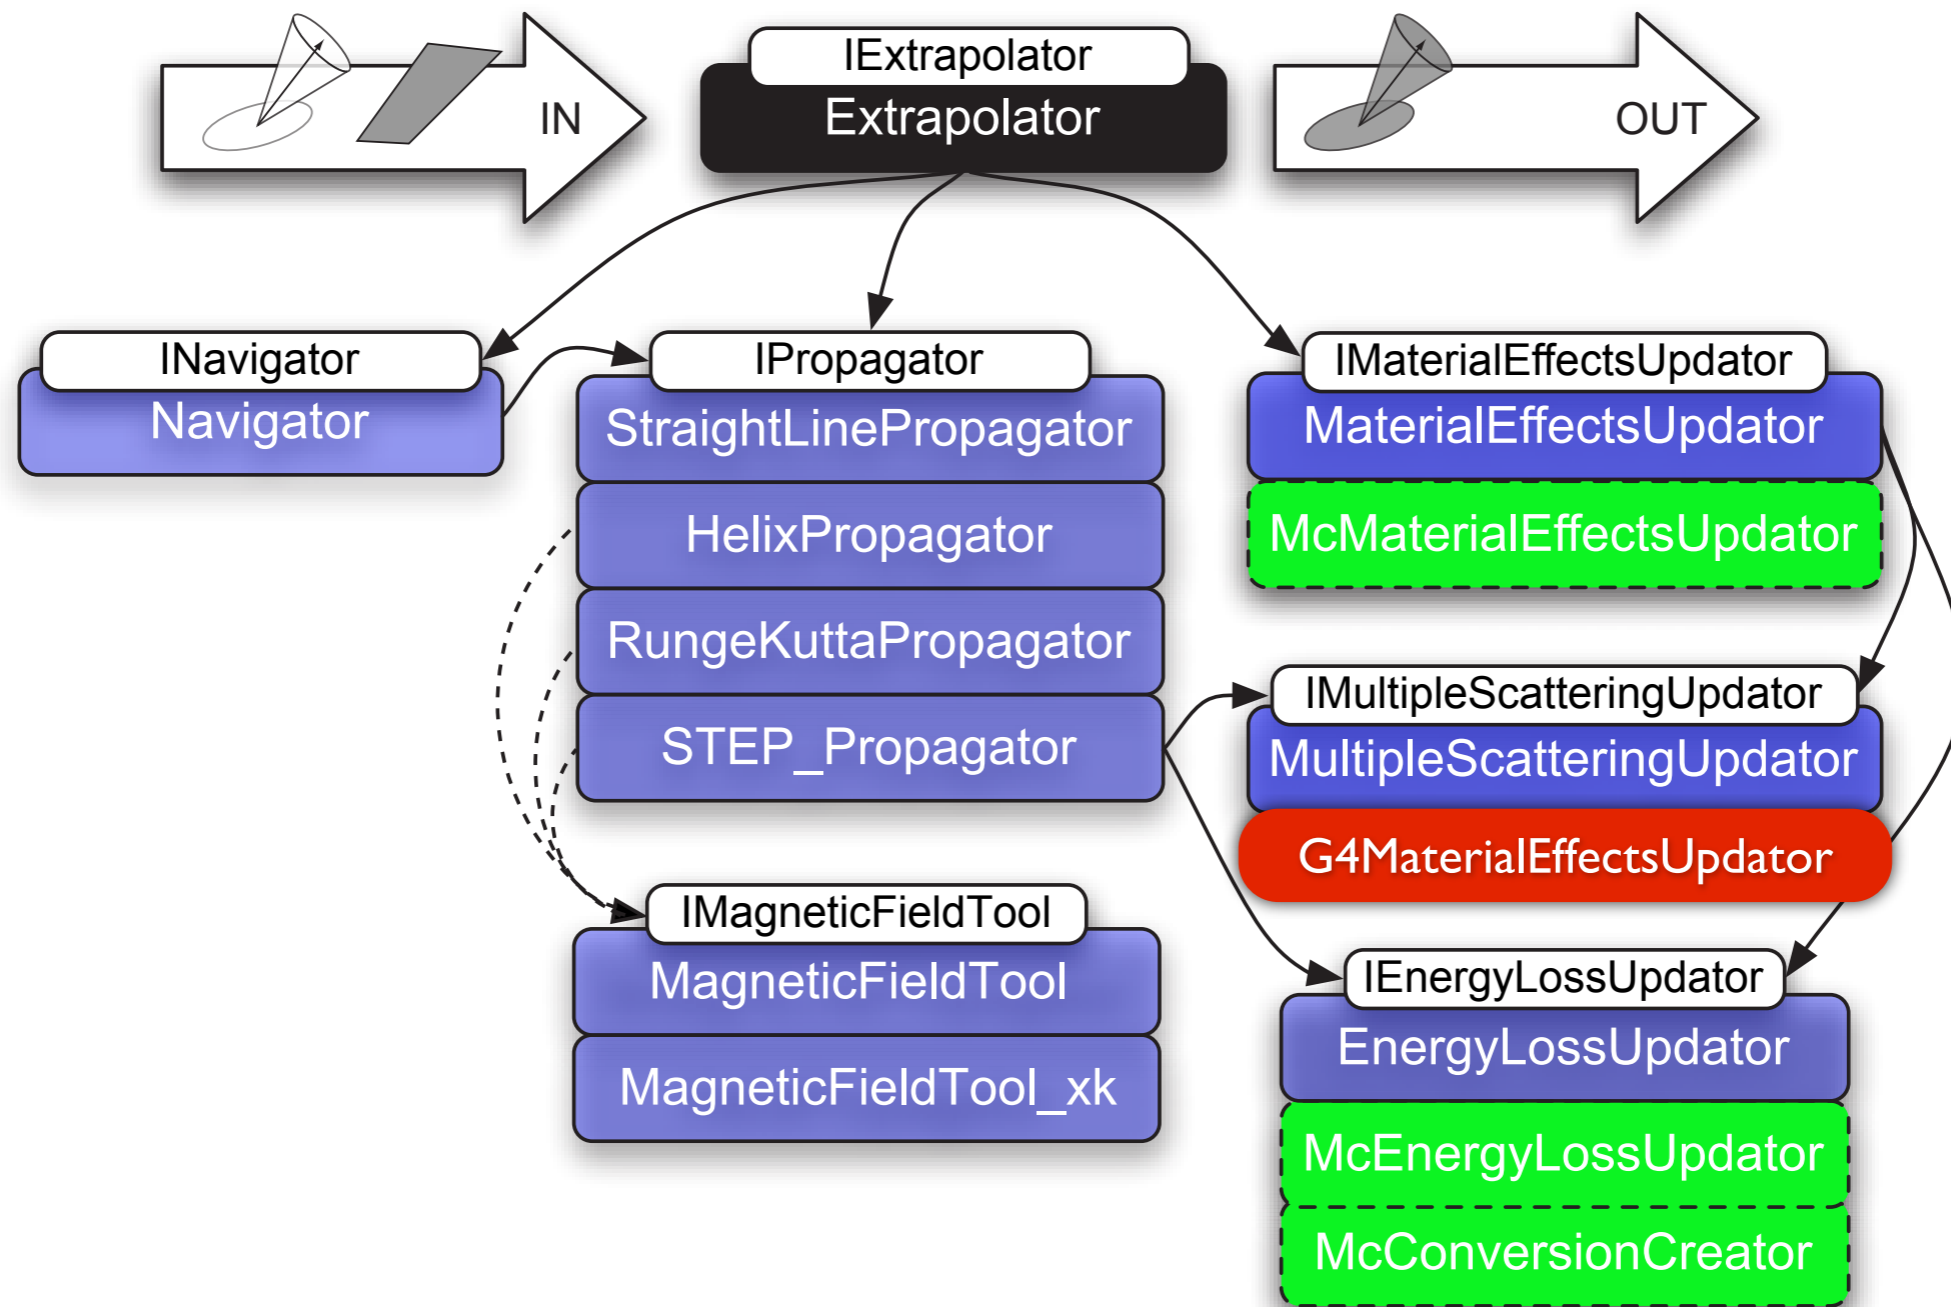 IN
IExtrapolator
Extrapolator
OUT
INavigator
Navigator
IPropagator
StraightLinePropagator
HelixPropagator
RungeKuttaPropagator
STEP_Propagator
IMagneticFieldTool
MagneticFieldTool
MagneticFieldTool_xk
IMaterialEffectsUpdator
MaterialEffectsUpdator
McMaterialEffectsUpdator
IMultipleScatteringUpdator
MultipleScatteringUpdator
G4MaterialEffectsUpdator
IEnergyLossUpdator
EnergyLossUpdator
McEnergyLossUpdator
McConversionCreator